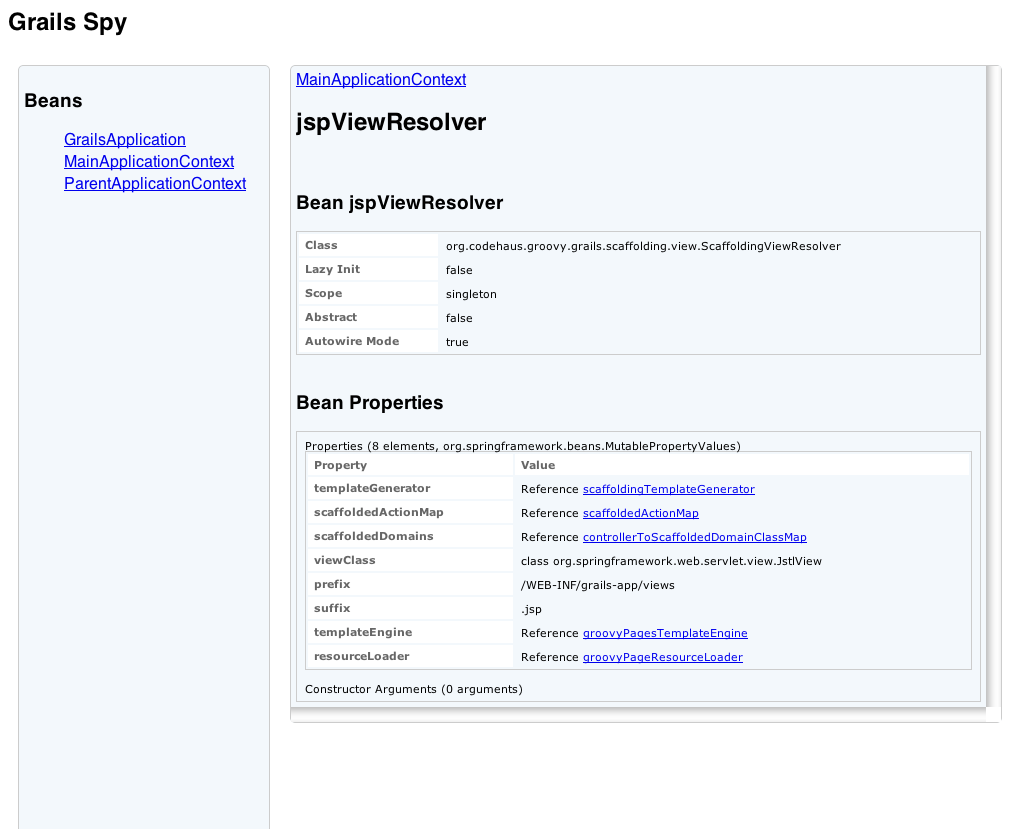 Grails Spy
Beans
GrailsApplication
MainApplicationContext
ParentApplicationContext
MainApplicationContext
jspViewResolver
Bean jspViewResolver
Class org.codehaus.groovy.grails.scaffolding.view.ScaffoldingViewResolver
Lazy Init false
Scope singleton
Abstract false
Autowire Mode true
Bean Properties
Properties (8 elements, org.springframework.beans.MutablePropertyValues)
Property Value
templateGenerator Reference scaffoldingTemplateGenerator
scaffoldedActionMap Reference scaffoldedActionMap
scaffoldedDomains Reference controllerToScaffoldedDomainClassMap
viewClass class org.springframework.web.servlet.view.JstlView
prefix /WEB-INF/grails-app/views
suffix .jsp
templateEngine Reference groovyPagesTemplateEngine
resourceLoader Reference groovyPageResourceLoader
Constructor Arguments (0 arguments)